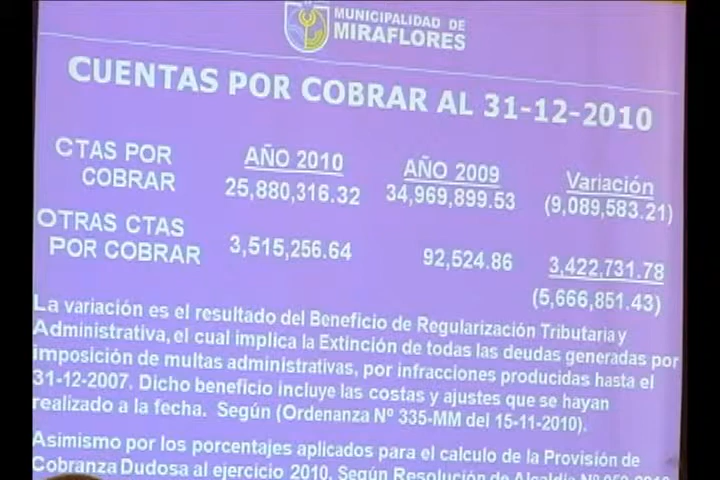 MUNICIPALIDAD DE
MIRAFLORES
CUENTAS POR COBRAR AL 31-12-2010
AÑO 2010 AÑO 2009 Variación
CTAS POR
COBRAR 25,880,316.32 34,969,899.53 (9,089,583.21)
OTRAS CTAS
POR COBRAR 3,515,256.64 92,524.86 3,422,731.78
(5,666,851.43)
La variación es el resultado del Beneficio de Regularización Tributaria y
Administrativa, el cual implica la Extinción de todas las deudas generadas por
imposición de multas administrativas, por infracciones producidas hasta el
31-12-2007. Dicho beneficio incluye las costas y ajustes que se hayan
realizado a la fecha. Según (Ordenanza Nº 335-MM del 15-11-2010).
Asimismo por los porcentajes aplicados para el calculo de la Provisión de
Cobranza Dudosa al ejercicio 2010. Según Resolución de Alcaldia